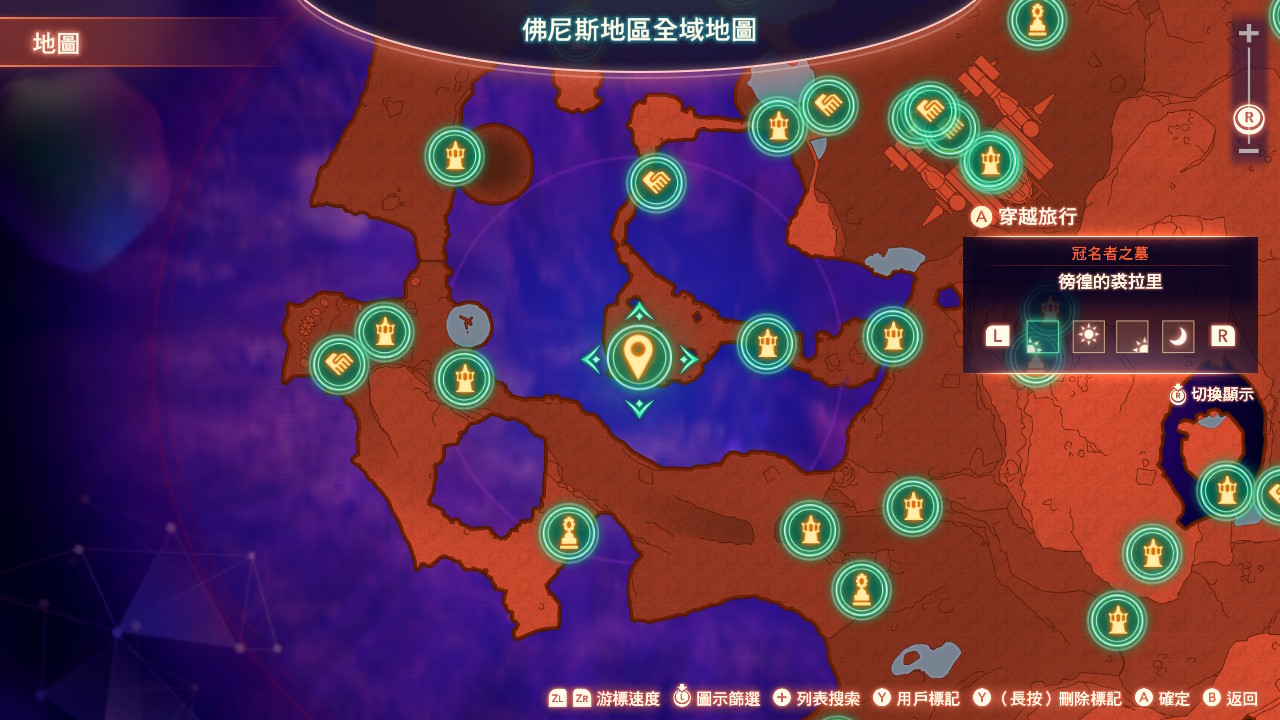 地圖
佛尼斯地區全域地圖
R
A 穿越旅行
冠名者之墓
徬徨的裘拉里
L R
R 切換顯示
ZL ZR 游標速度 L 圖示篩選 + 列表搜索 Y 用戶標記 Y （長按）刪除標記 A 確定 B 返回